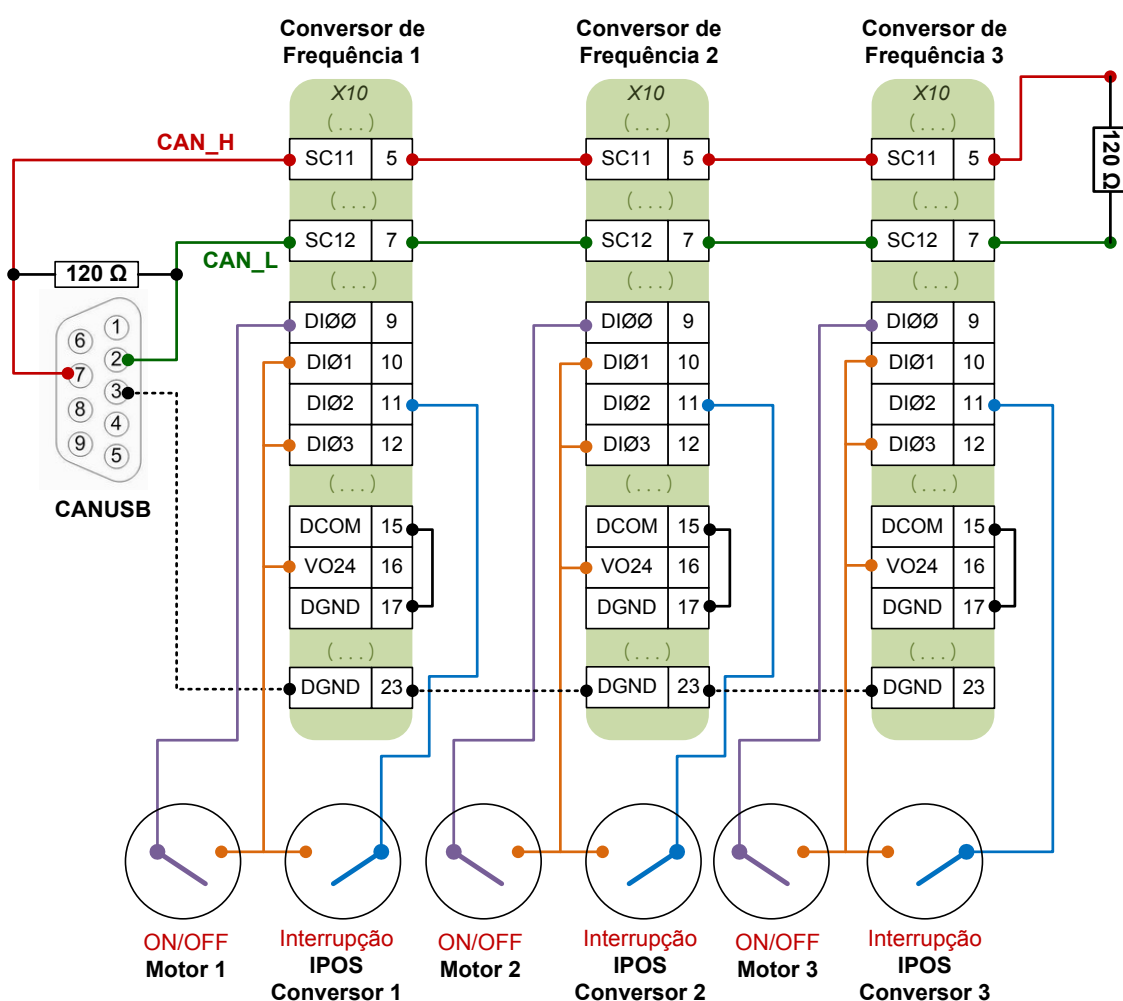 Conversor de
Frequência 1
Conversor de
Frequência 2
Conversor de
Frequência 3
X10
X10
X10
(...)
(...)
(...)
CAN_H
SC11 5
SC11 5
SC11 5
120 Ω
(...)
(...)
(...)
CAN_L
SC12 7
SC12 7
SC12 7
120 Ω
(...)
(...)
(...)
1
2
3
4
5
6
7
8
9
CANUSB
DIØØ 9
DIØØ 9
DIØØ 9
DIØ1 10
DIØ1 10
DIØ1 10
DIØ2 11
DIØ2 11
DIØ2 11
DIØ3 12
DIØ3 12
DIØ3 12
(...)
(...)
(...)
DCOM 15
DCOM 15
DCOM 15
VO24 16
VO24 16
VO24 16
DGND 17
DGND 17
DGND 17
(...)
(...)
(...)
DGND 23
DGND 23
DGND 23
ON/OFF
Motor 1
Interrupção
IPOS
Conversor 1
ON/OFF
Motor 2
Interrupção
IPOS
Conversor 2
ON/OFF
Motor 3
Interrupção
IPOS
Conversor 3